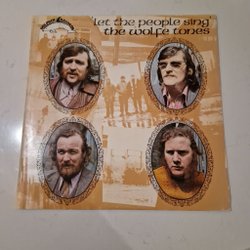 let the people sing
the wolfe tones